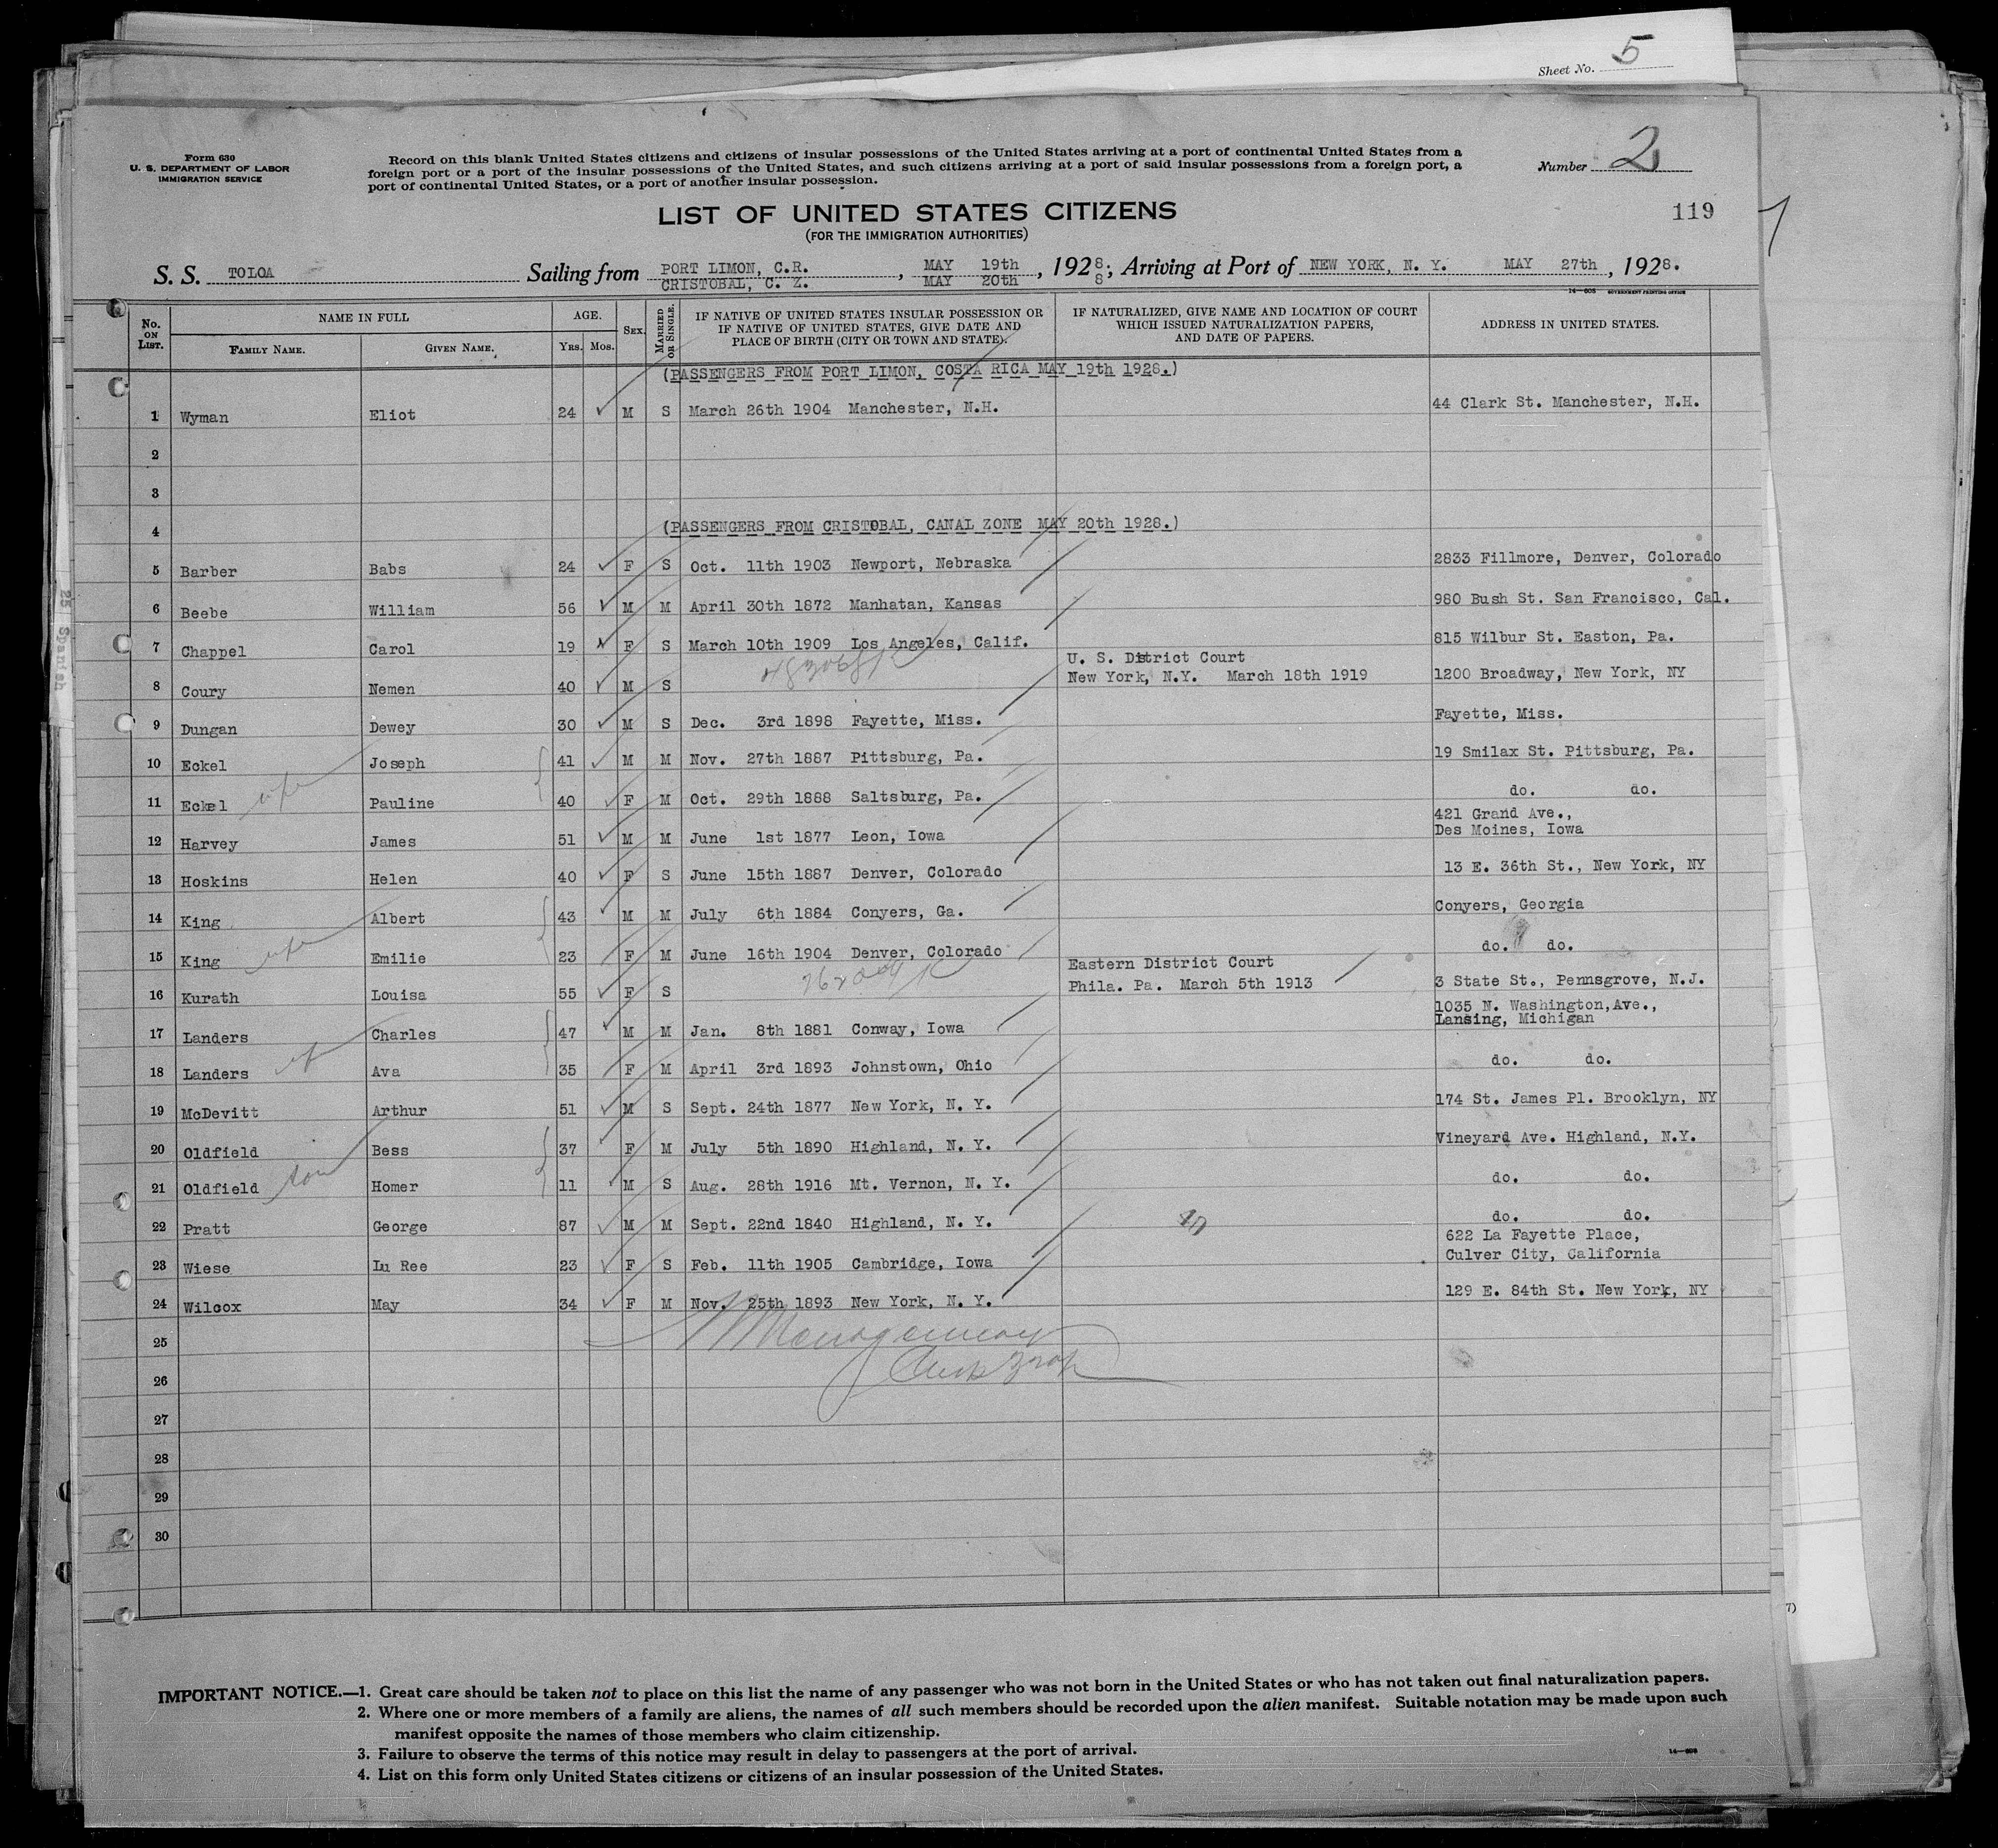 Sheet No. 5
Form 630
U. S. DEPARTMENT OF LABOR
IMMIGRATION SERVICE
Record on this blank United States citizens and citizens of insular possessions of the United States arriving at a port of continental United States from a
foreign port or a port of the insular possessions of the United States, and such citizens arriving at a port of said insular possessions from a foreign port, a
port of continental United States, or a port of another insular possession.
Number 2
LIST OF UNITED STATES CITIZENS
(FOR THE IMMIGRATION AUTHORITIES)
119
S. S. TOLOA Sailing from PORT LIMON, C.R. , MAY 19th , 1928; Arriving at Port of NEW YORK, N. Y. MAY 27th , 1928.
CRISTOBAL, C. Z. MAY 20th 8
14—608 GOVERNMENT PRINTING OFFICE
No. ON LIST. NAME IN FULL FAMILY NAME. GIVEN NAME. AGE. YRS. MOS. SEX. MARRIED OR SINGLE. IF NATIVE OF UNITED STATES INSULAR POSSESSION OR IF NATIVE OF UNITED STATES, GIVE DATE AND PLACE OF BIRTH (CITY OR TOWN AND STATE). IF NATURALIZED, GIVE NAME AND LOCATION OF COURT WHICH ISSUED NATURALIZATION PAPERS, AND DATE OF PAPERS. ADDRESS IN UNITED STATES.
(PASSENGERS FROM PORT LIMON, COSTA RICA MAY 19th 1928.)
1 Wyman Eliot 24 M S March 26th 1904 Manchester, N.H. 44 Clark St. Manchester, N.H.
2
3
4 (PASSENGERS FROM CRISTOBAL, CANAL ZONE MAY 20th 1928.)
5 Barber Babs 24 F S Oct. 11th 1903 Newport, Nebraska 2833 Fillmore, Denver, Colorado
6 Beebe William 56 M M April 30th 1872 Manhatan, Kansas 980 Bush St. San Francisco, Cal.
7 Chappel Carol 19 F S March 10th 1909 Los Angeles, Calif. 815 Wilbur St. Easton, Pa.
U. S. District Court
8 Coury Nemen 40 M S New York, N.Y. March 18th 1919 1200 Broadway, New York, NY
9 Dungan Dewey 30 M S Dec. 3rd 1898 Fayette, Miss. Fayette, Miss.
10 Eckel Joseph 41 M M Nov. 27th 1887 Pittsburg, Pa. 19 Smilax St. Pittsburg, Pa.
11 Eckel Pauline 40 F M Oct. 29th 1888 Saltsburg, Pa. do. do.
421 Grand Ave.,
12 Harvey James 51 M M June 1st 1877 Leon, Iowa Des Moines, Iowa
13 Hoskins Helen 40 F S June 15th 1887 Denver, Colorado 13 E. 36th St., New York, NY
14 King Albert 43 M M July 6th 1884 Conyers, Ga. Conyers, Georgia
15 King Emilie 23 F M June 16th 1904 Denver, Colorado do. do.
Eastern District Court
16 Kurath Louisa 55 F S Phila. Pa. March 5th 1913 3 State St., Pennsgrove, N.J.
1035 N. Washington,Ave.,
17 Landers Charles 47 M M Jan. 8th 1881 Conway, Iowa Lansing, Michigan
18 Landers Ava 35 F M April 3rd 1893 Johnstown, Ohio do. do.
19 McDevitt Arthur 51 M S Sept. 24th 1877 New York, N. Y. 174 St. James Pl. Brooklyn, NY
20 Oldfield Bess 37 F M July 5th 1890 Highland, N. Y. Vineyard Ave. Highland, N.Y.
21 Oldfield son Homer 11 M S Aug. 28th 1916 Mt. Vernon, N. Y. do. do.
22 Pratt George 87 M M Sept. 22nd 1840 Highland, N. Y. do. do.
622 La Fayette Place,
23 Wiese Lu Ree 23 F S Feb. 11th 1905 Cambridge, Iowa Culver City, California
24 Wilcox May 34 F M Nov. 25th 1893 New York, N. Y. 129 E. 84th St. New York, NY
25
26
27
28
29
30
25 Spanish
7)
IMPORTANT NOTICE.—1. Great care should be taken not to place on this list the name of any passenger who was not born in the United States or who has not taken out final naturalization papers.
2. Where one or more members of a family are aliens, the names of all such members should be recorded upon the alien manifest. Suitable notation may be made upon such
manifest opposite the names of those members who claim citizenship.
3. Failure to observe the terms of this notice may result in delay to passengers at the port of arrival.
4. List on this form only United States citizens or citizens of an insular possession of the United States.
14—608